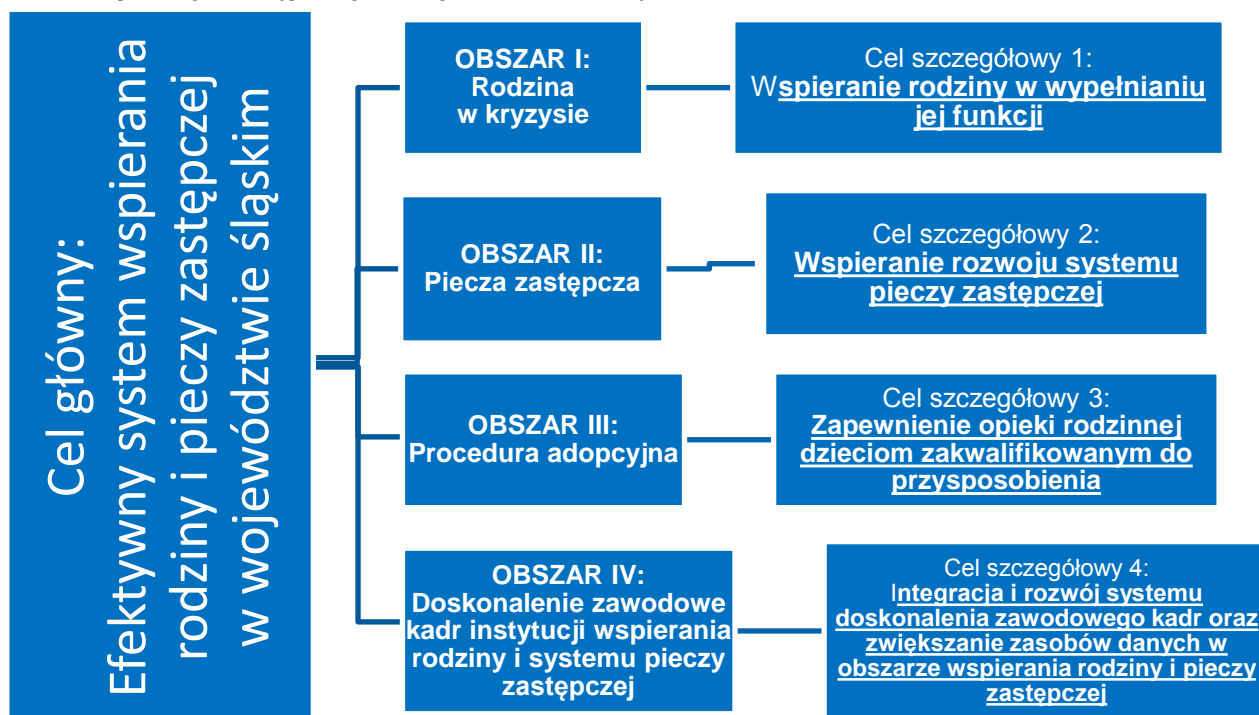 Cel główny:
Efektywny system wspierania
rodziny i pieczy zastępczej
w województwie śląskim
OBSZAR I:
Rodzina
w kryzysie
Cel szczegółowy 1:
Wspieranie rodziny w wypełnianiu
jej funkcji
OBSZAR II:
Piecza zastępcza
Cel szczegółowy 2:
Wspieranie rozwoju systemu
pieczy zastępczej
OBSZAR III:
Procedura adopcyjna
Cel szczegółowy 3:
Zapewnienie opieki rodzinnej
dzieciom zakwalifikowanym do
przysposobienia
OBSZAR IV:
Doskonalenie zawodowe
kadr instytucji wspierania
rodziny i systemu pieczy
zastępczej
Cel szczegółowy 4:
Integracja i rozwój systemu
doskonalenia zawodowego kadr oraz
zwiększanie zasobów danych w
obszarze wspierania rodziny i pieczy
zastępczej